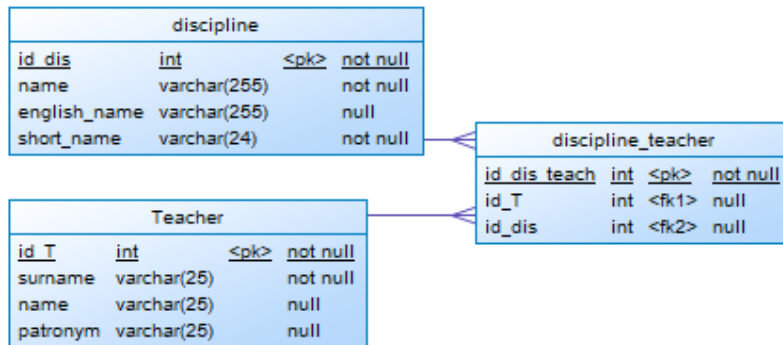 discipline
id_dis int <pk> not null
name varchar(255) not null
english_name varchar(255) null
short_name varchar(24) not null
discipline_teacher
id_dis_teach int <pk> not null
id_T int <fk1> null
id_dis int <fk2> null
Teacher
id_T int <pk> not null
surname varchar(25) not null
name varchar(25) null
patronym varchar(25) null